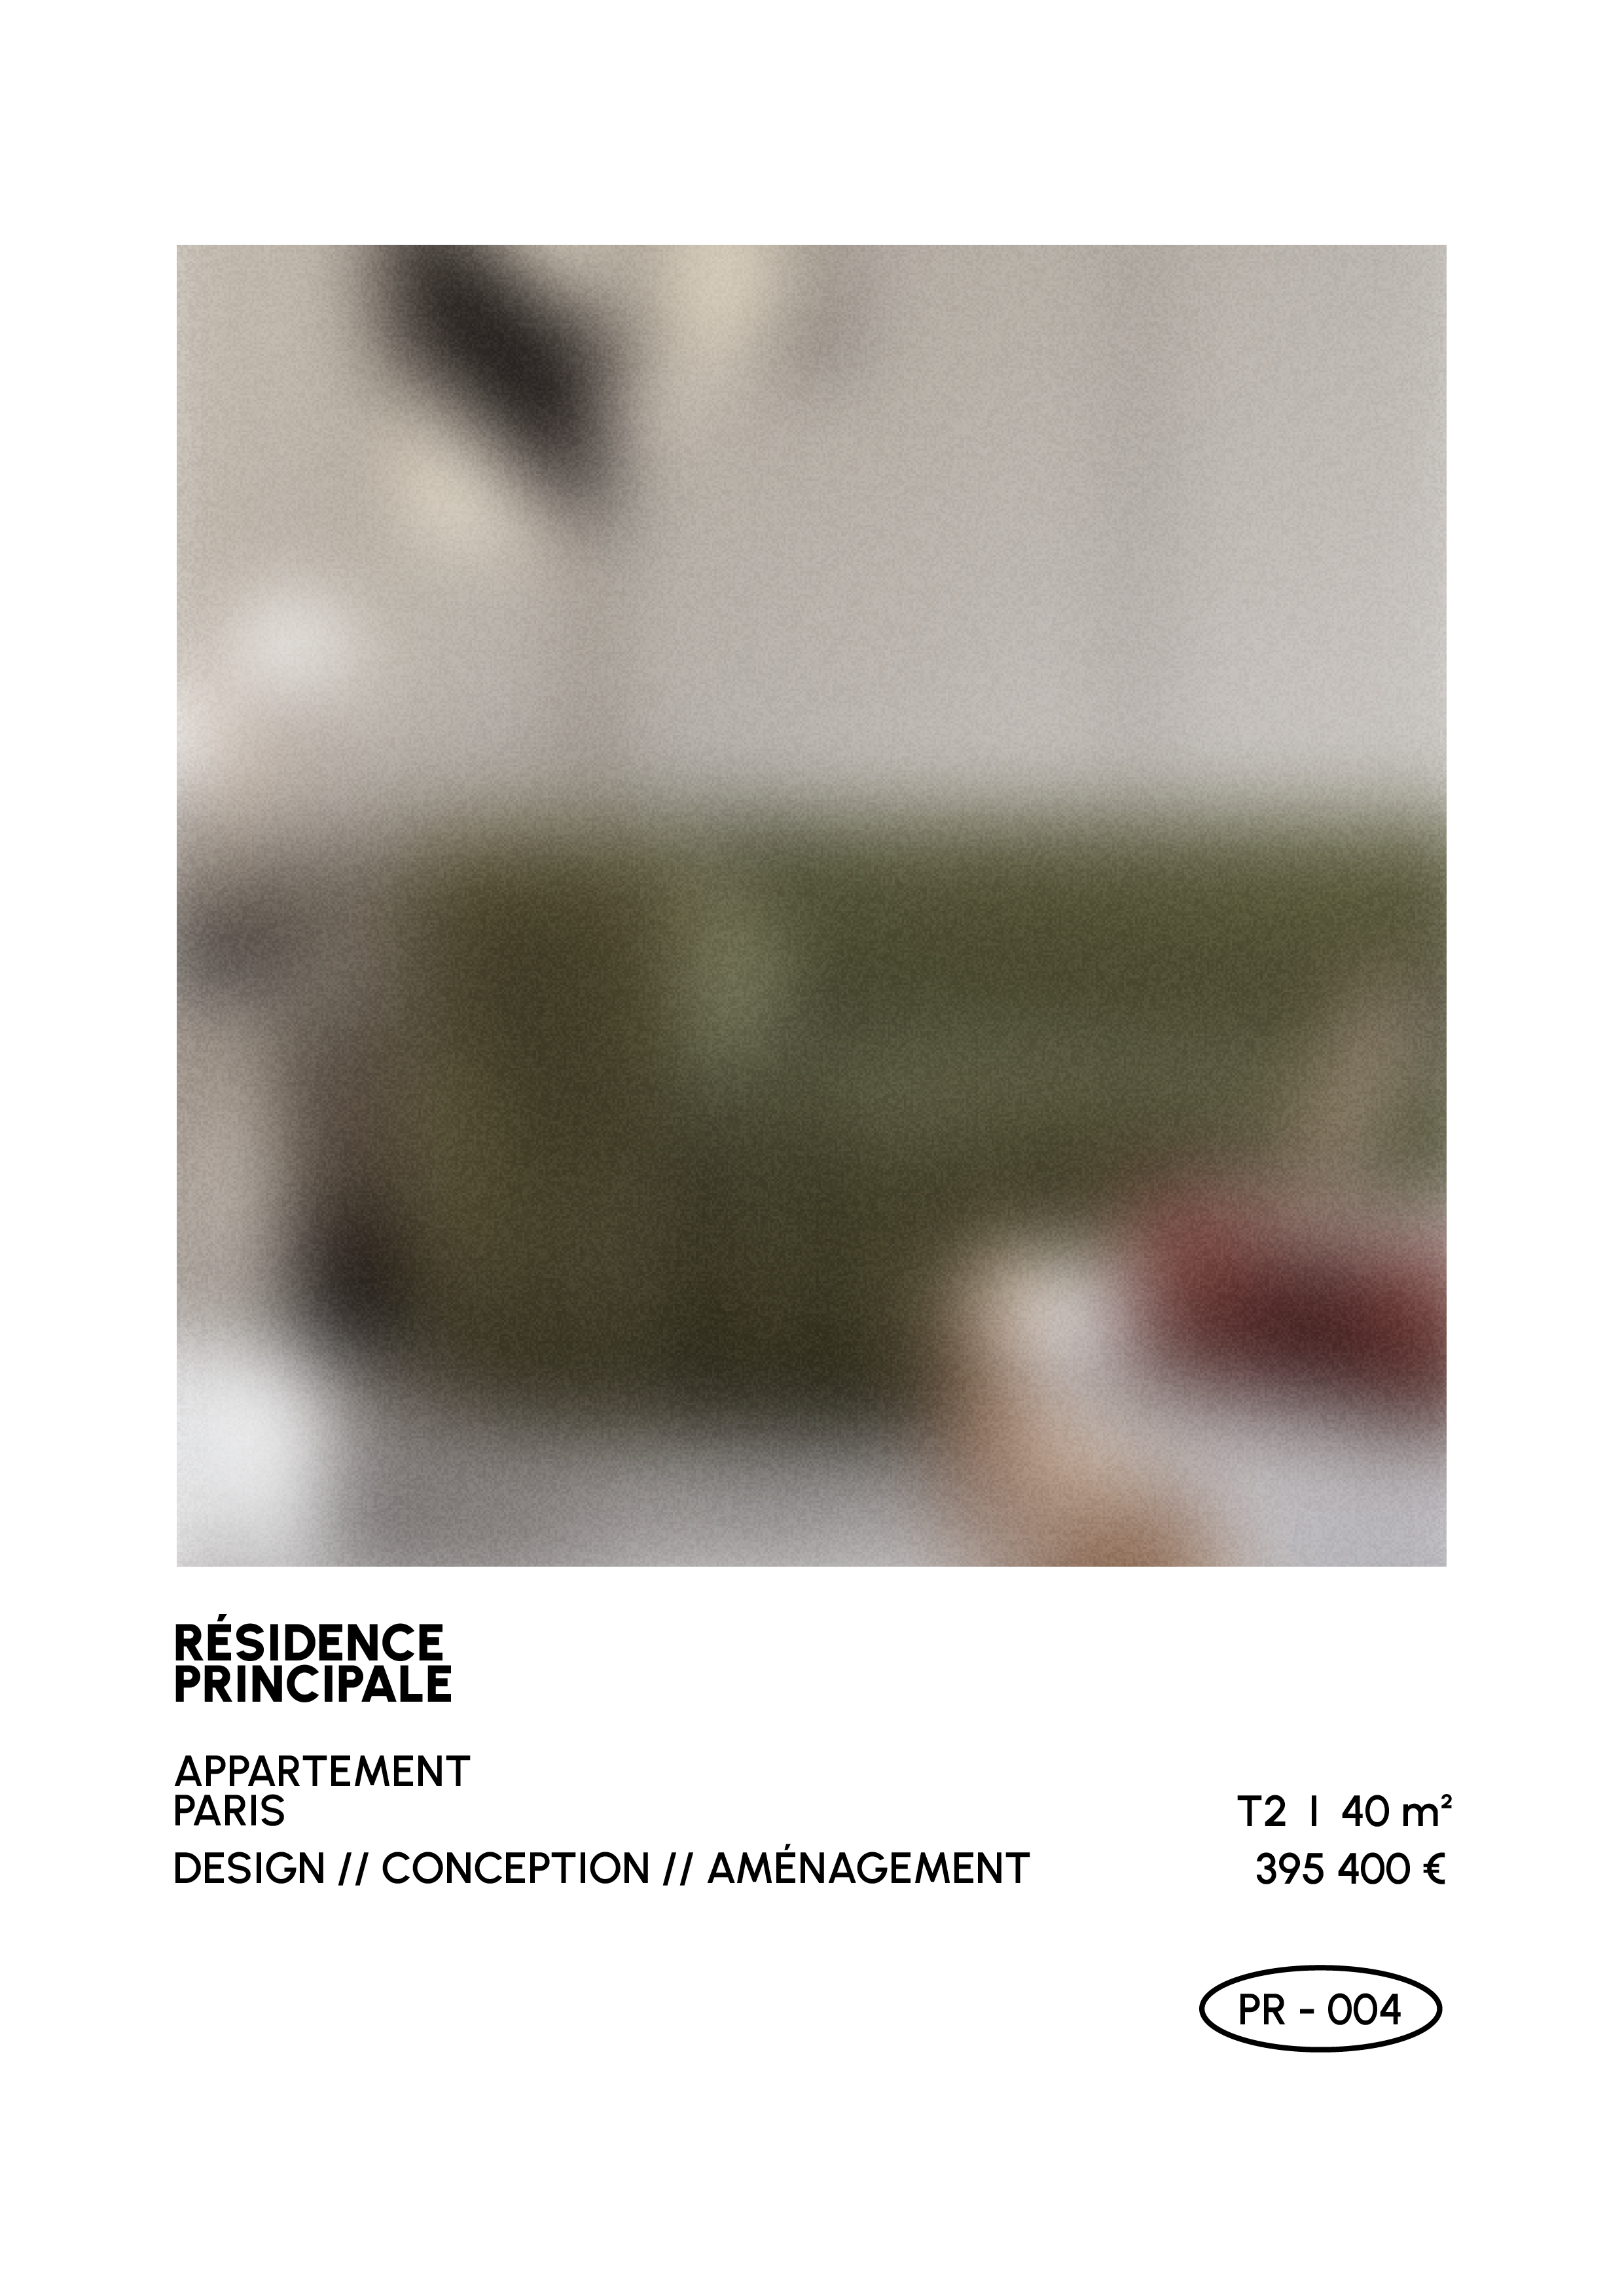 RÉSIDENCE
PRINCIPALE
APPARTEMENT
PARIS
T2 I 40 m²
DESIGN // CONCEPTION // AMÉNAGEMENT
395 400 €
PR - 004